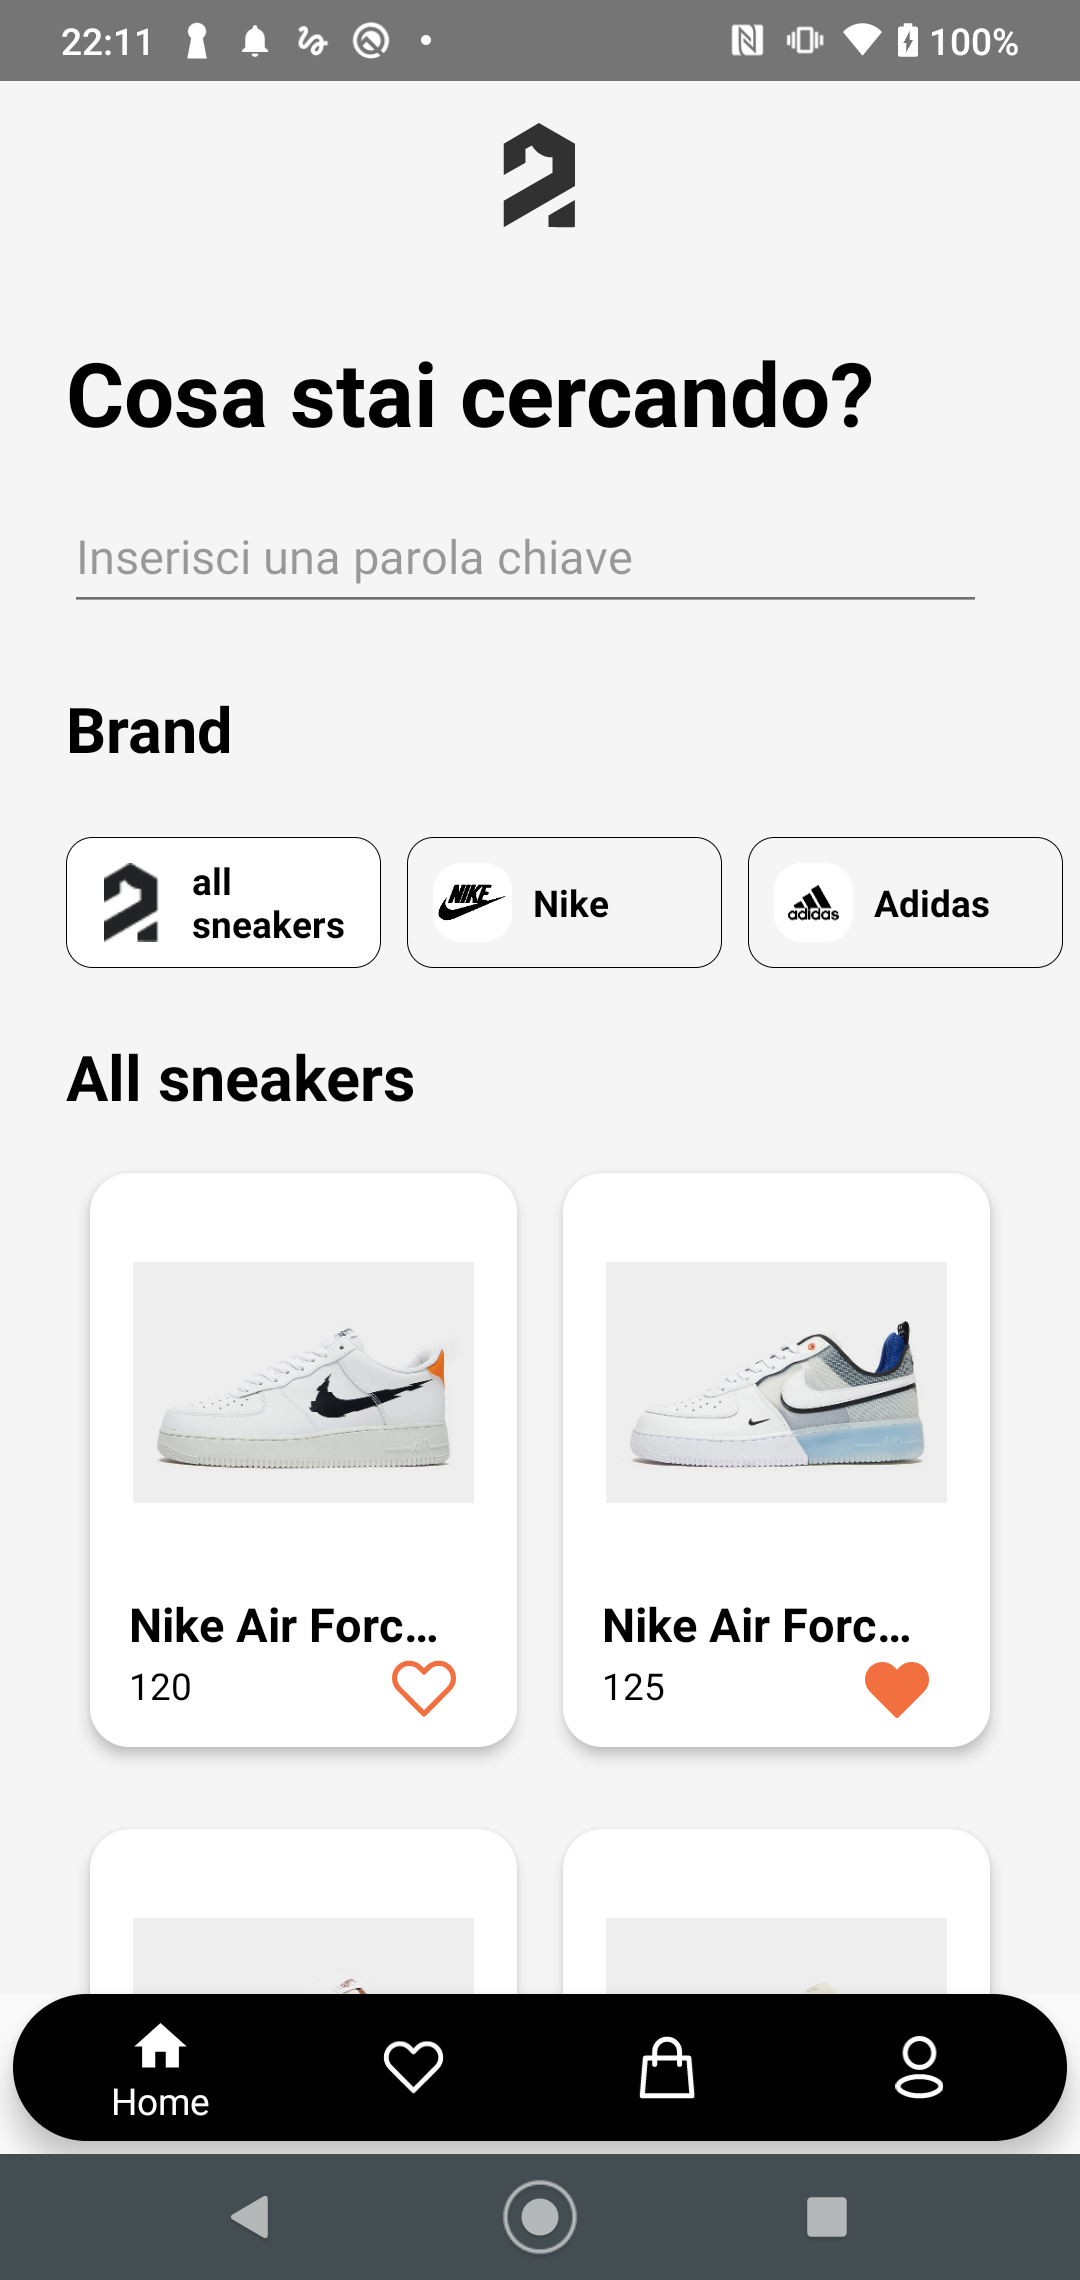 22:11
100%
Cosa stai cercando?
Inserisci una parola chiave
Brand
all
sneakers
NIKE
Nike
adidas
Adidas
All sneakers
Nike Air Forc...
120
Nike Air Forc...
125
Home